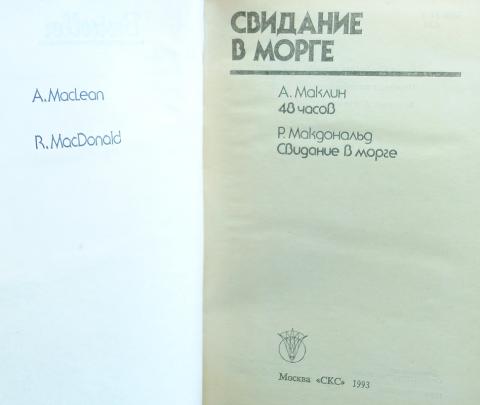 A. MacLean
R. MacDonald
СВИДАНИЕ
В МОРГЕ
А. Маклин
48 часов
Р. Макдональд
Свидание в морге
Москва «СКС» 1993